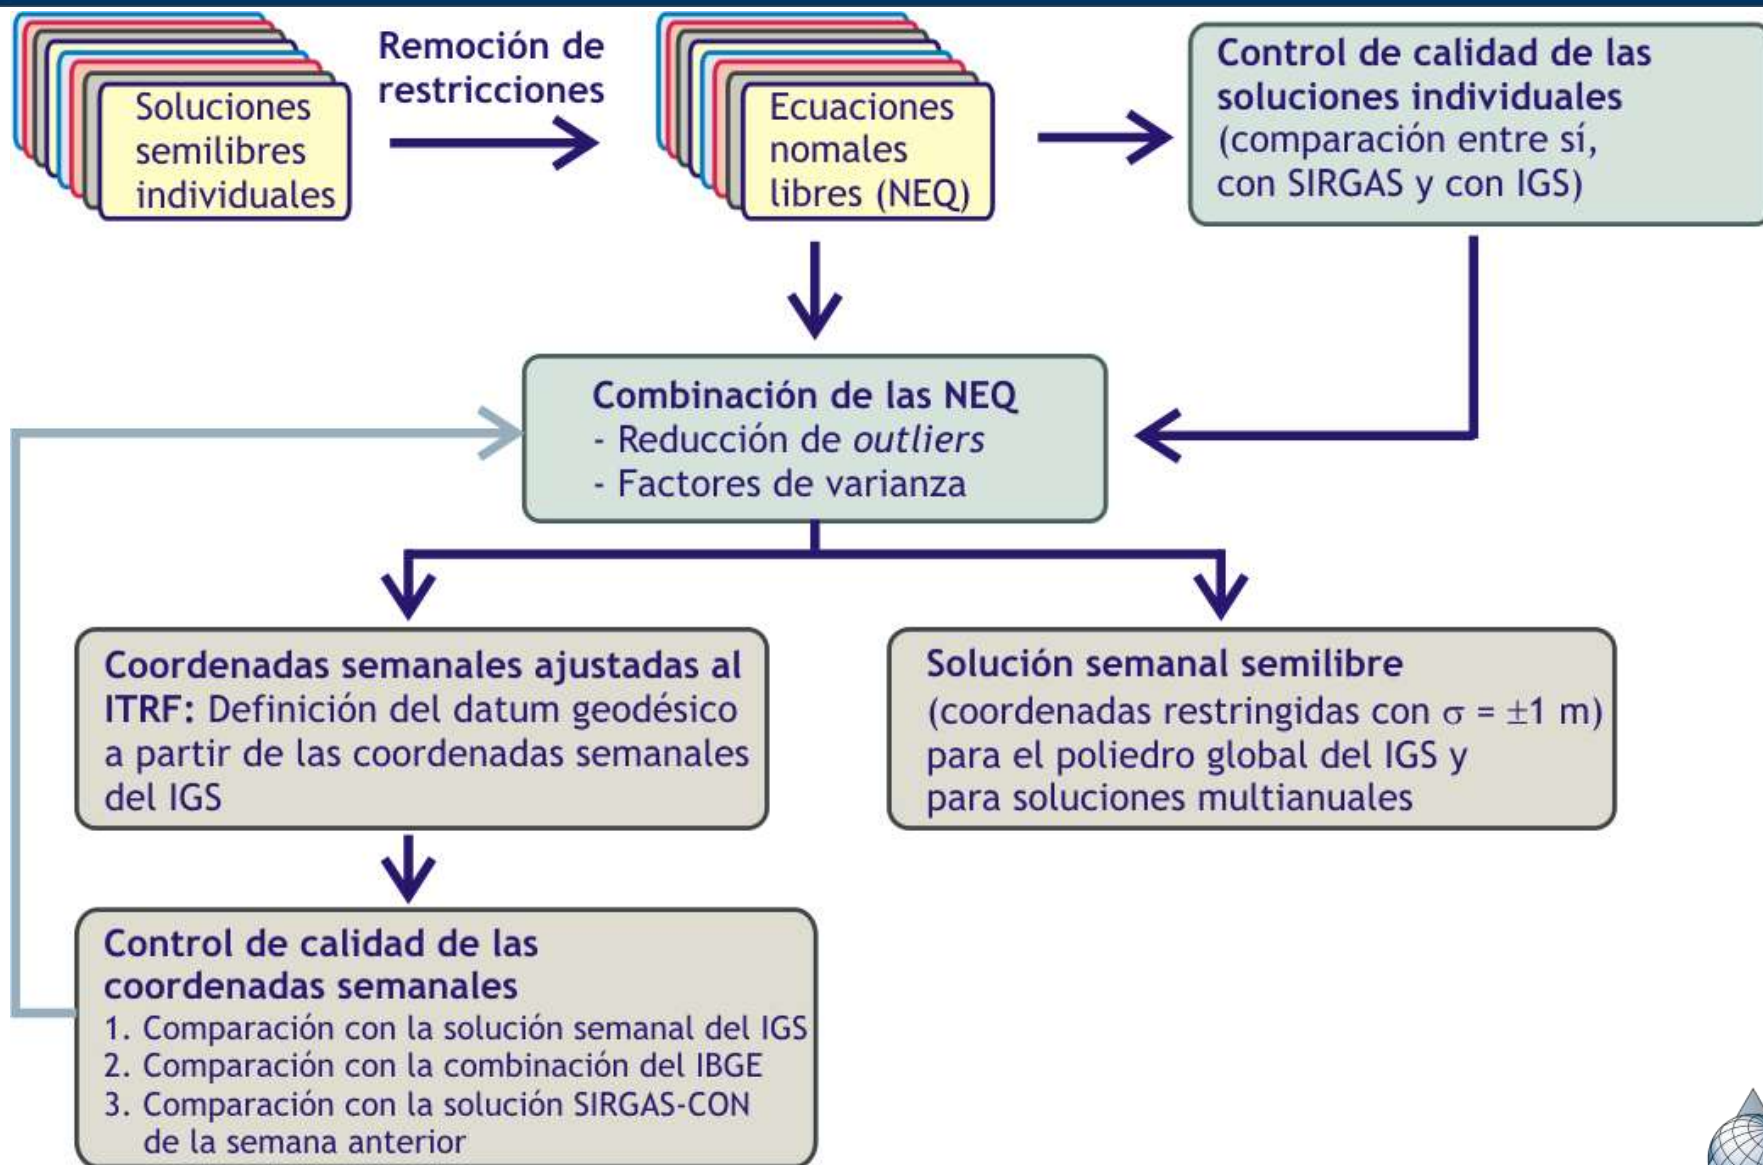 Soluciones
semilibres
individuales
Remoción de
restricciones
Ecuaciones
nomales
libres (NEQ)
Control de calidad de las
soluciones individuales
(comparación entre sí,
con SIRGAS y con IGS)
Combinación de las NEQ
- Reducción de outliers
- Factores de varianza
Coordenadas semanales ajustadas al
ITRF: Definición del datum geodésico
a partir de las coordenadas semanales
del IGS
Solución semanal semilibre
(coordenadas restringidas con σ = ±1 m)
para el poliedro global del IGS y
para soluciones multianuales
Control de calidad de las
coordenadas semanales
1. Comparación con la solución semanal del IGS
2. Comparación con la combinación del IBGE
3. Comparación con la solución SIRGAS-CON
de la semana anterior